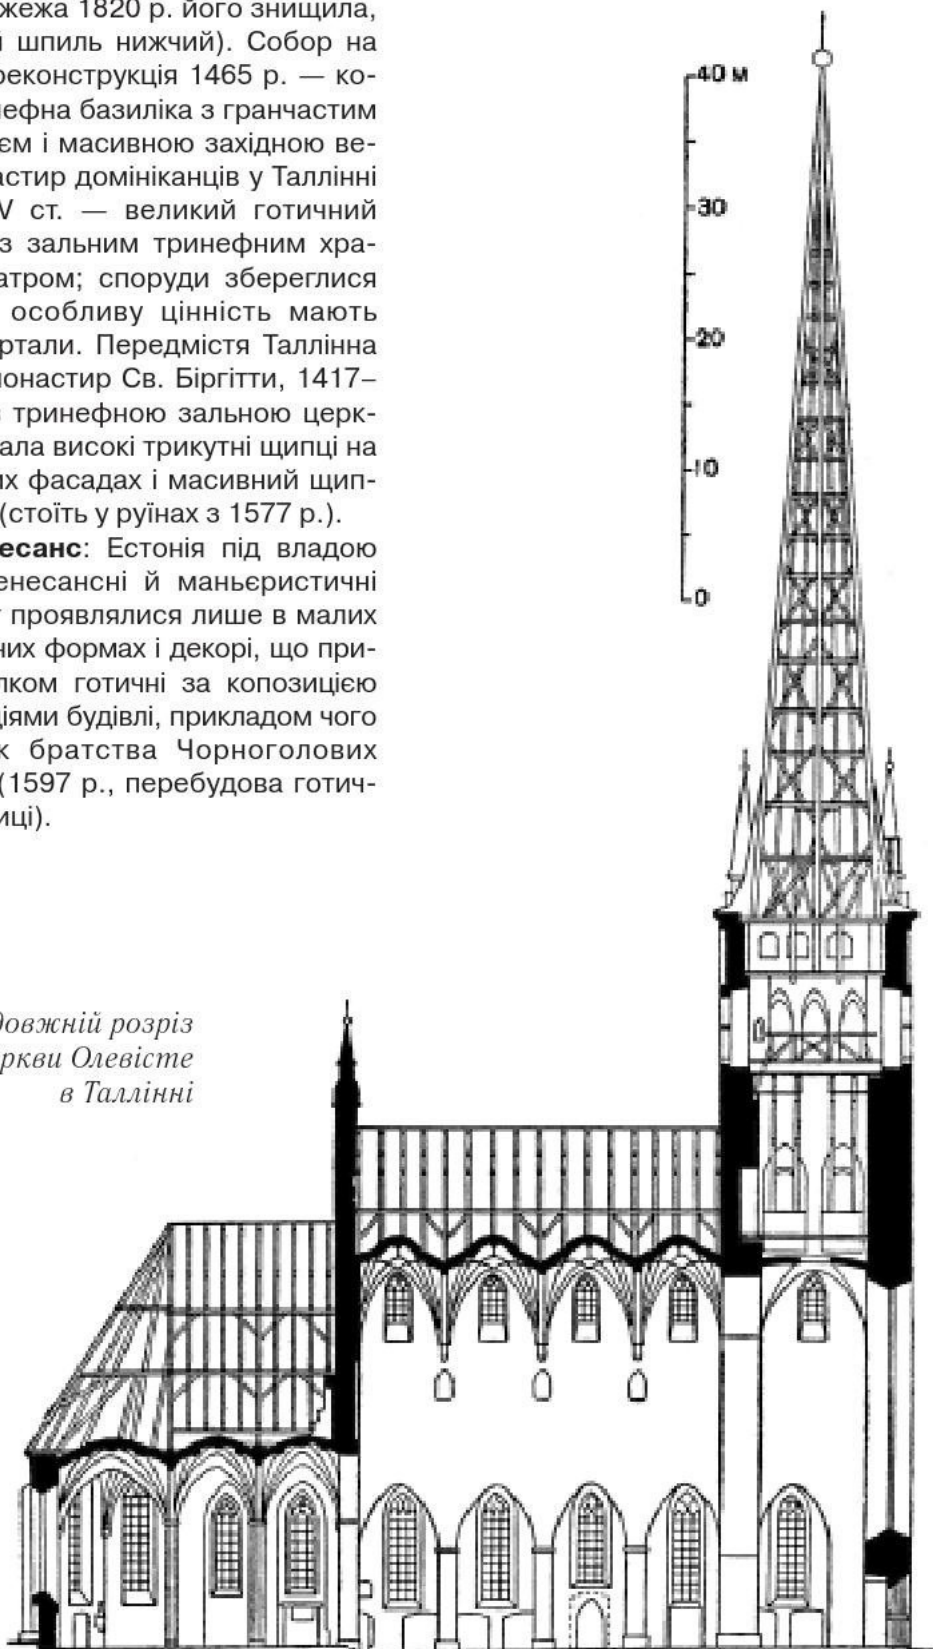 жежа 1820 р. його знищила,
й шпиль нижчий). Собор на
реконструкція 1465 р. — ко-
нефна базиліка з гранчастим
єм і масивною західною ве-
астир домініканців у Таллінні
V ст. — великий готичний
з зальним тринефним хра-
атром; споруди збереглися
особливу цінність мають
ртали. Передмістя Таллінна
монастир Св. Біргітти, 1417–
з тринефною зальною церк-
ала високі трикутні щипці на
их фасадах і масивний щип-
(стоїть у руїнах з 1577 р.).
есанс: Естонія під владою
енесансні й маньєристичні
проявлялися лише в малих
них формах і декорі, що при-
лком готичні за копозицією
ціями будівлі, прикладом чого
к братства Чорноголових
(1597 р., перебудова готич-
иці).
40 м
30
20
10
0
довжній розріз
ркви Олевісте
в Таллінні